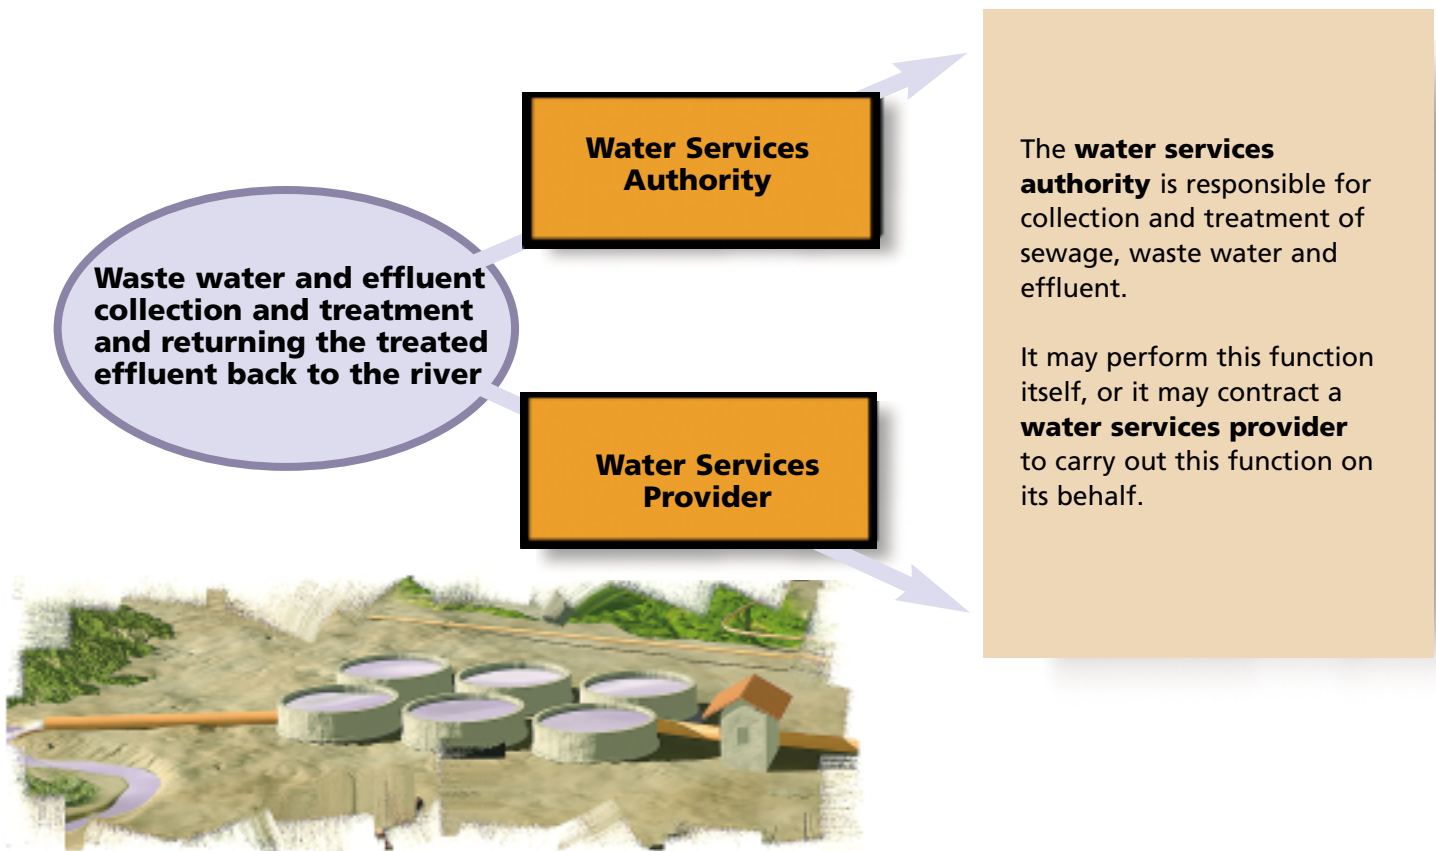 Waste water and effluent
collection and treatment
and returning the treated
effluent back to the river
Water Services
Authority
Water Services
Provider
The water services
authority is responsible for
collection and treatment of
sewage, waste water and
effluent.
It may perform this function
itself, or it may contract a
water services provider
to carry out this function on
its behalf.